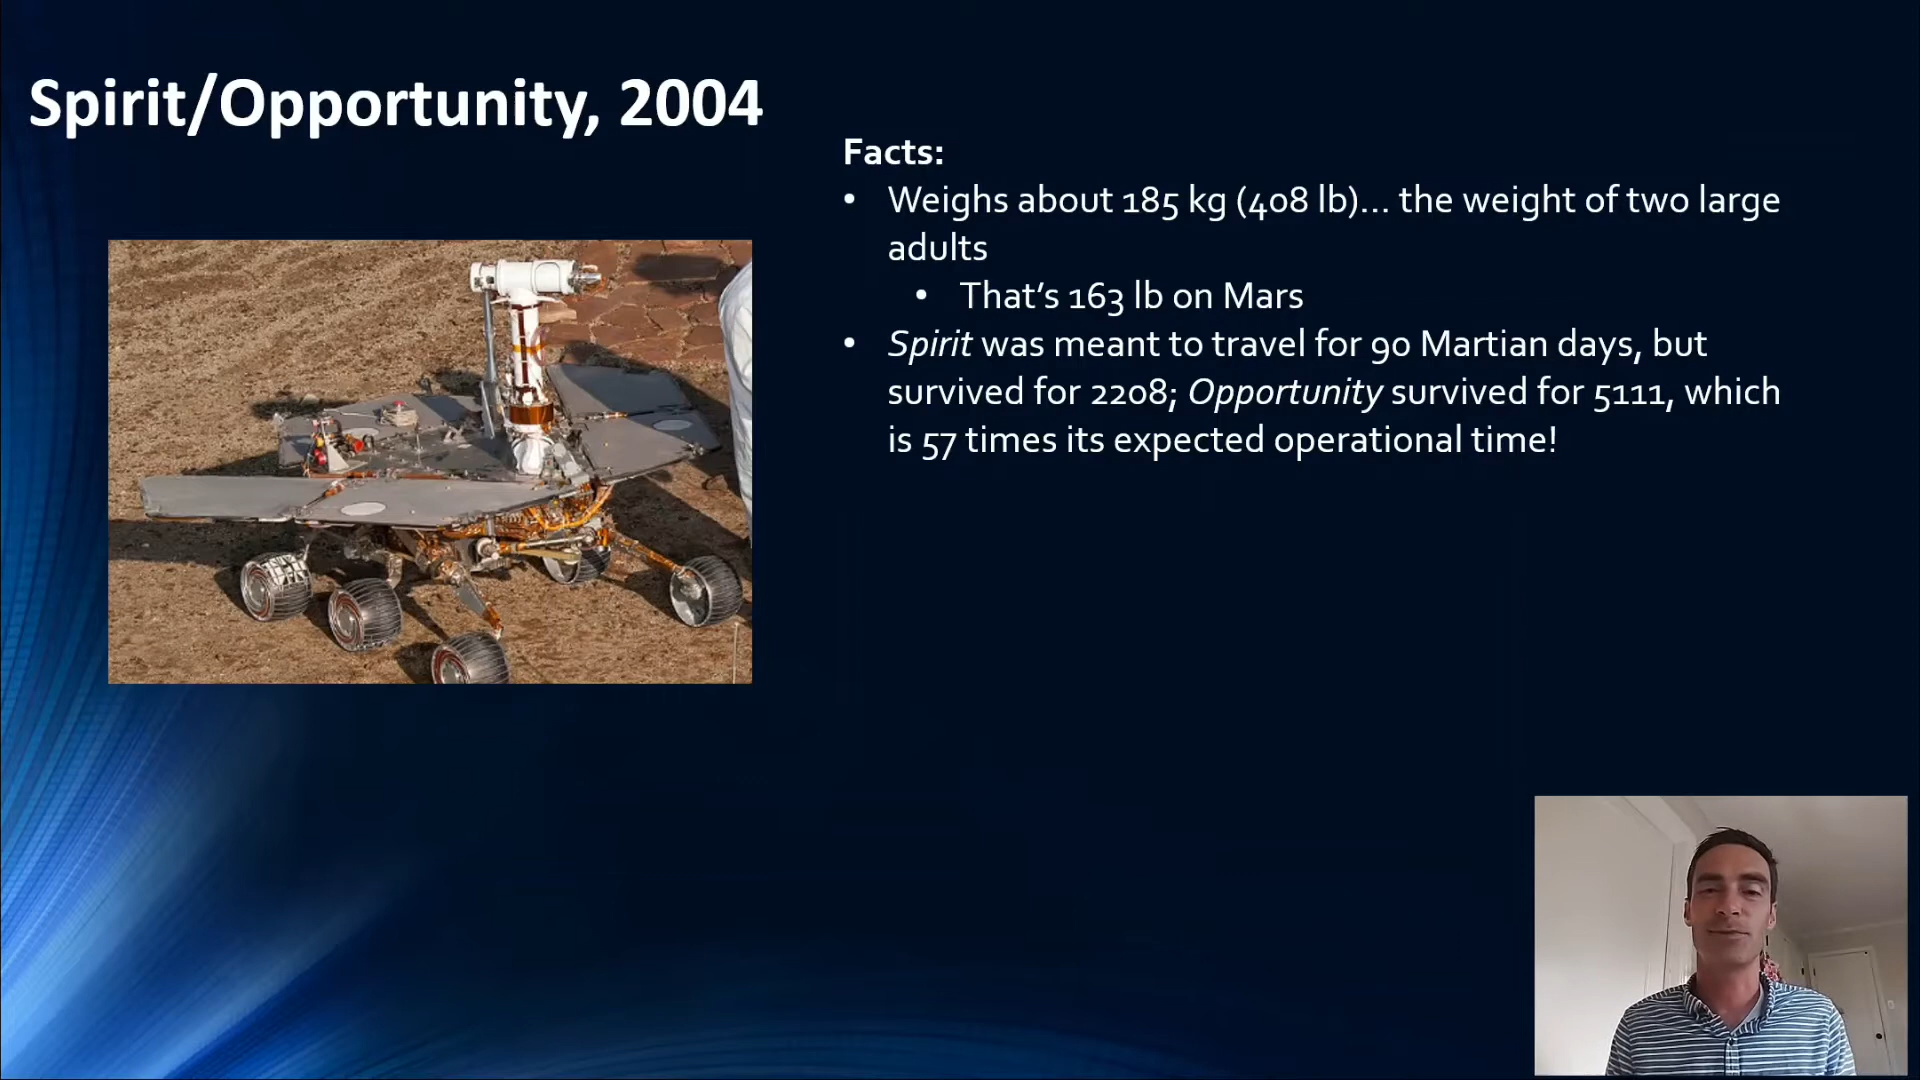 Spirit/Opportunity, 2004
Facts:
• Weighs about 185 kg (408 lb)... the weight of two large
adults
• That's 163 lb on Mars
• Spirit was meant to travel for 90 Martian days, but
survived for 2208; Opportunity survived for 5111, which
is 57 times its expected operational time!